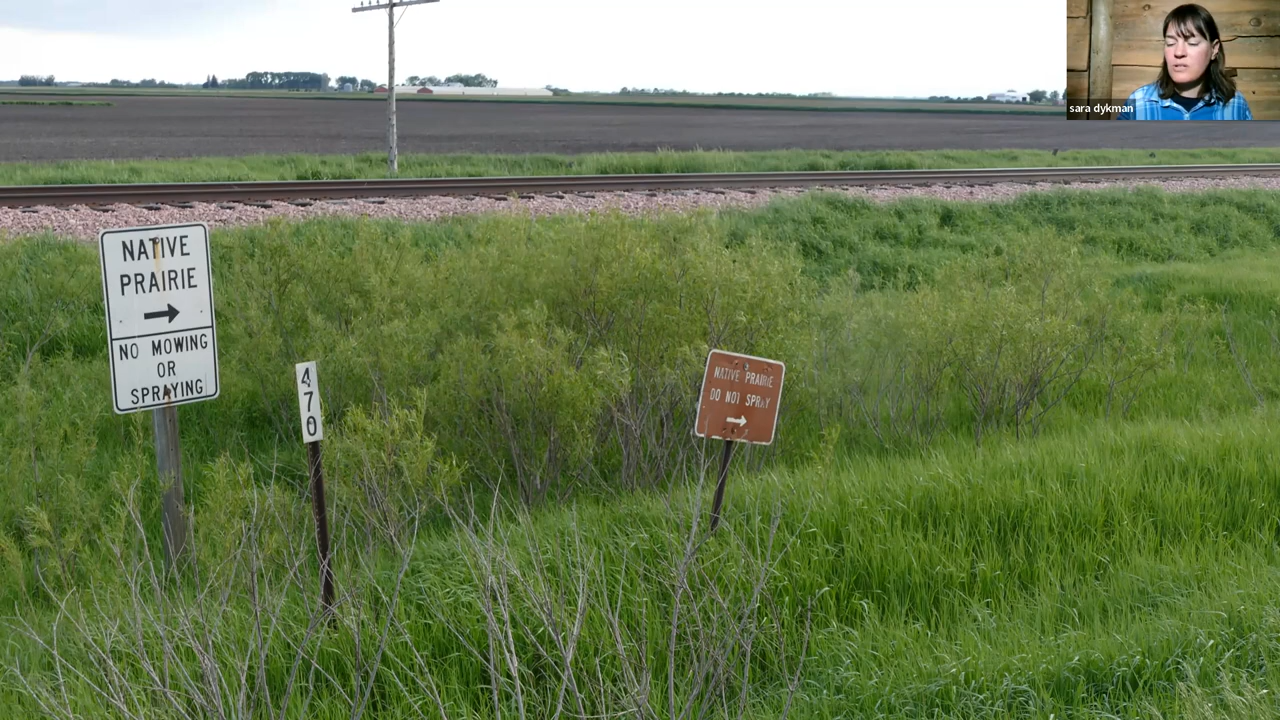 sara dykman
NATIVE
PRAIRIE
NO MOWING
OR
SPRAYING
470
NATIVE PRAIRIE
DO NOT SPRAY